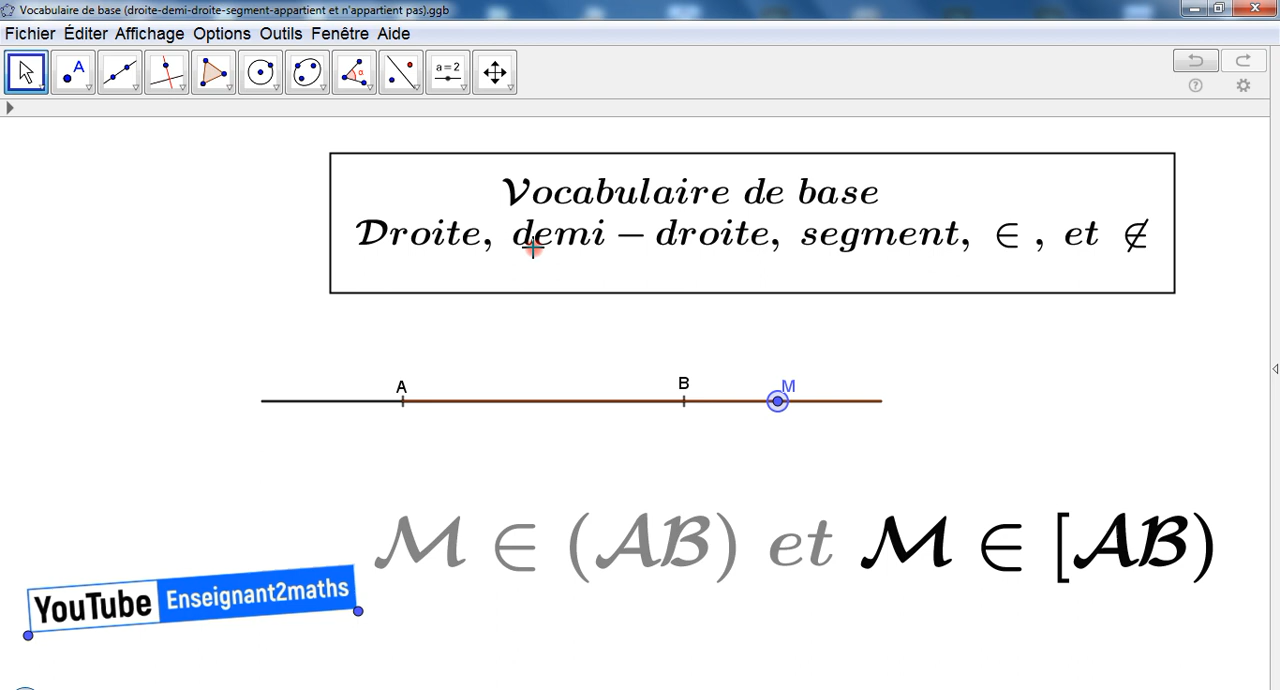 Vocabulaire de base (droite-demi-droite-segment-appartient et n'appartient pas).ggb
Fichier Éditer Affichage Options Outils Fenêtre Aide
A a=2
Vocabulaire de base
Droite, demi − droite, segment, ∈ , et ∉
A B M
M ∈ (AB) et M ∈ [AB)
YouTube Enseignant2maths